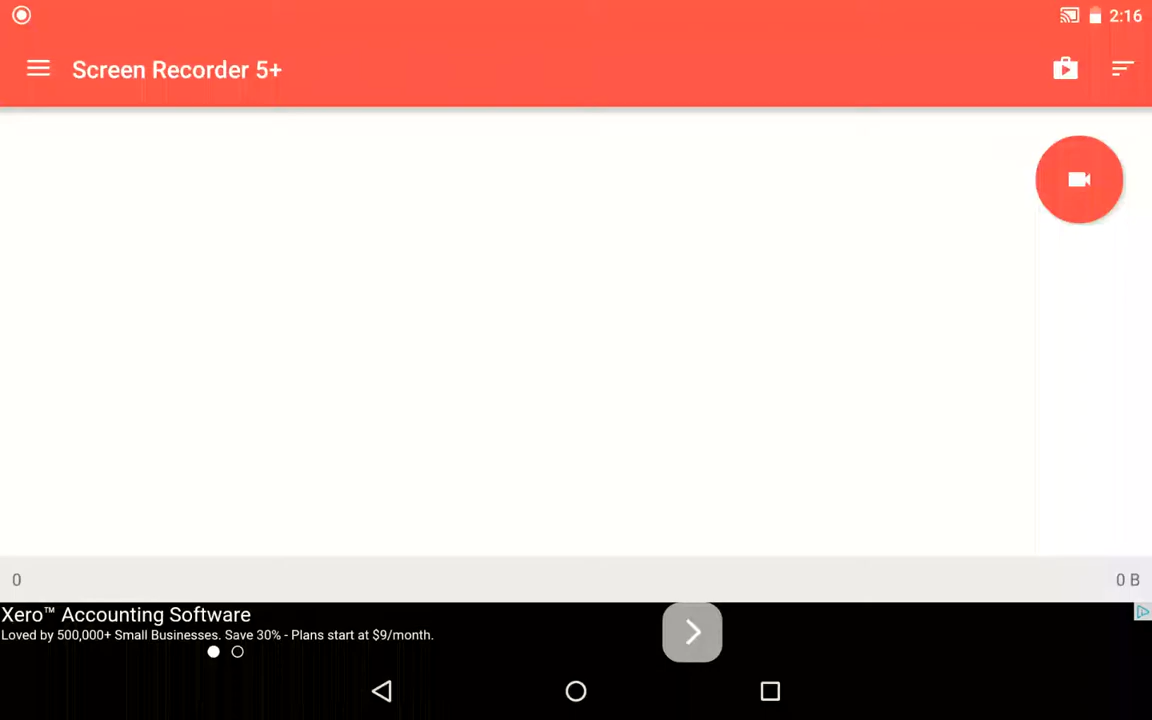 2:16
Screen Recorder 5+
0
0 B
Xero™ Accounting Software
Loved by 500,000+ Small Businesses. Save 30% - Plans start at $9/month.